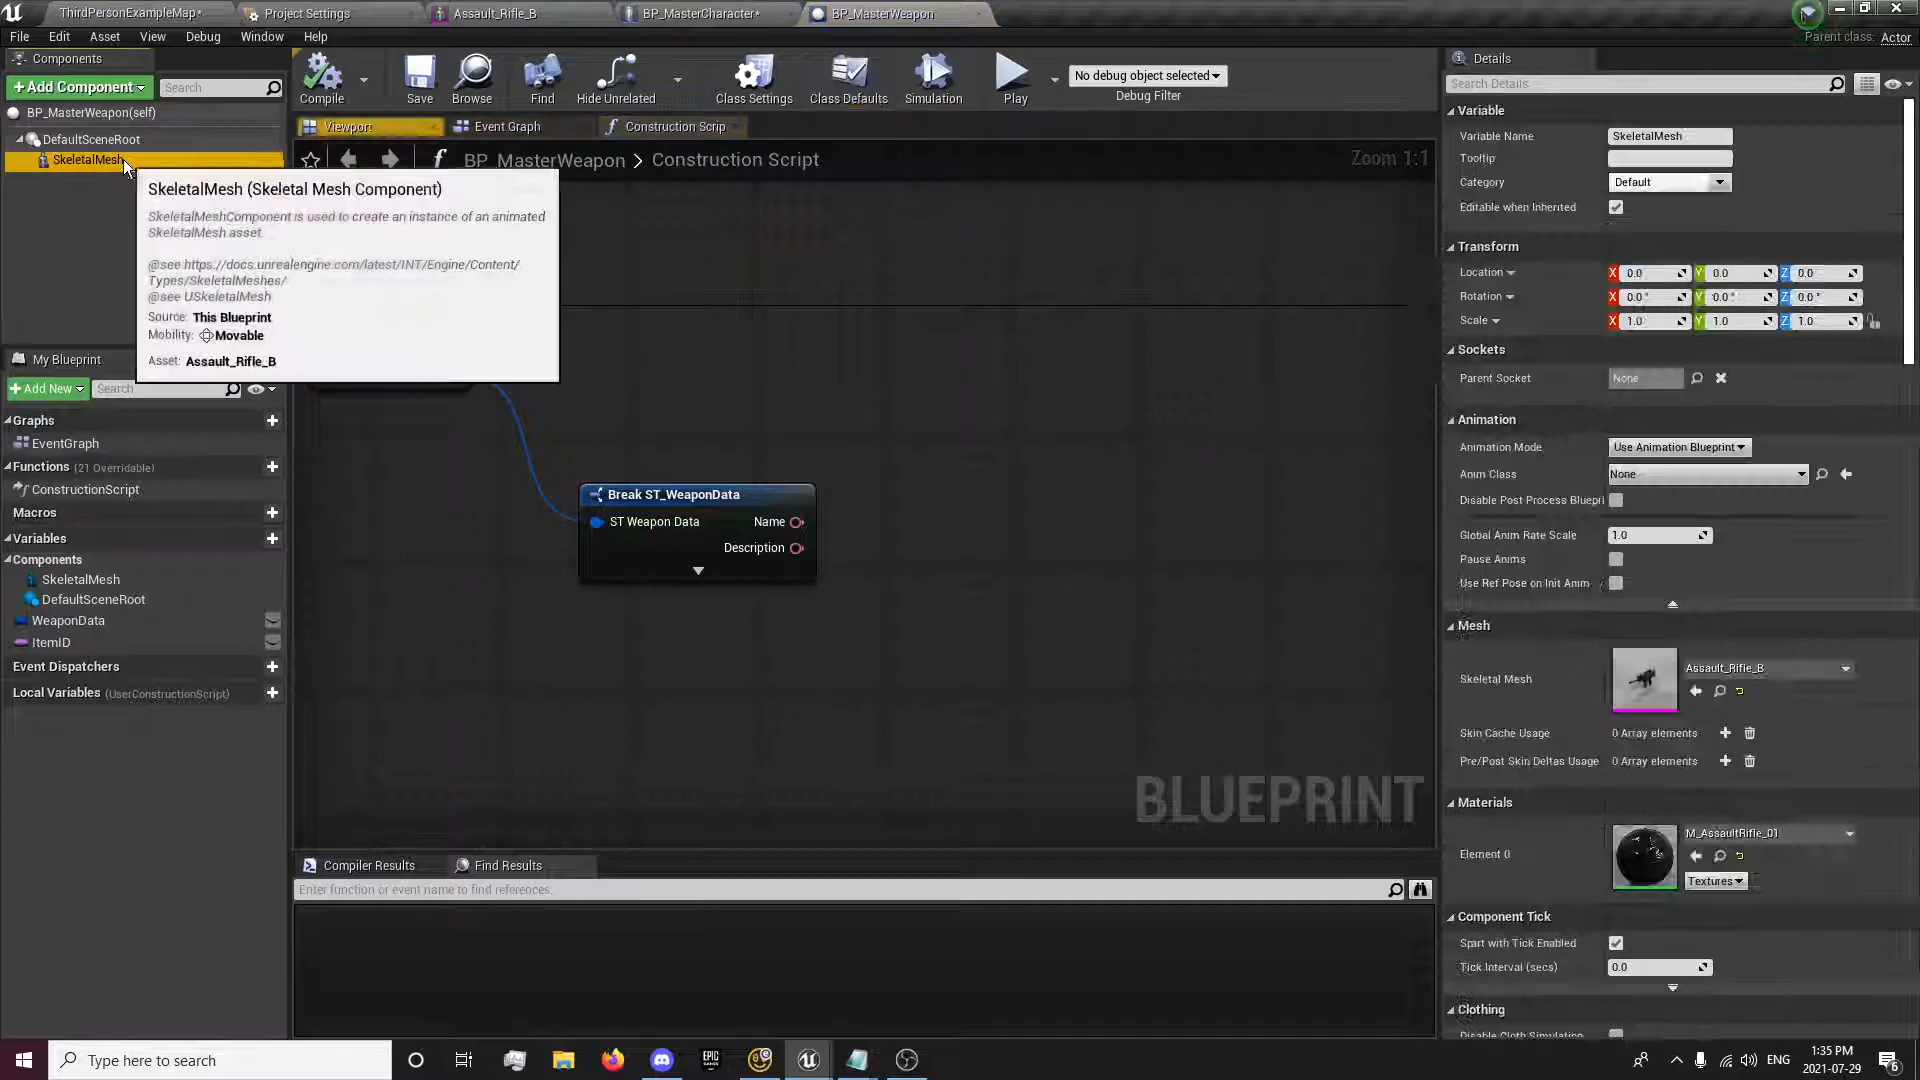 ThirdPersonExampleMap*
Project Settings
Assault_Rifle_B
BP_MasterCharacter*
BP_MasterWeapon
File Edit Asset View Debug Window Help
Parent class: Actor
Components
+Add Component
Search
BP_MasterWeapon(self)
DefaultSceneRoot
SkeletalMesh
Compile
Save
Browse
Find
Hide Unrelated
Class Settings
Class Defaults
Simulation
Play
No debug object selected
Debug Filter
Viewport
Event Graph
Construction Scrip
BP_MasterWeapon > Construction Script
Zoom 1:1
SkeletalMesh (Skeletal Mesh Component)
SkeletalMeshComponent is used to create an instance of an animated
SkeletalMesh asset.
@see https://docs.unrealengine.com/latest/INT/Engine/Content/
Types/SkeletalMeshes/
@see USkeletalMesh
Source: This Blueprint
Mobility: Movable
Asset: Assault_Rifle_B
My Blueprint
+Add New
Search
Graphs
EventGraph
Functions (21 Overridable)
ConstructionScript
Macros
Variables
Components
SkeletalMesh
DefaultSceneRoot
WeaponData
ItemID
Event Dispatchers
Local Variables (UserConstructionScript)
Break ST_WeaponData
ST Weapon Data
Name
Description
BLUEPRINT
Compiler Results
Find Results
Enter function or event name to find references.
Details
Search Details
Variable
Variable Name SkeletalMesh
Tooltip
Category Default
Editable when Inherited
Transform
Location X 0.0 Y 0.0 Z 0.0
Rotation X 0.0° Y 0.0° Z 0.0°
Scale X 1.0 Y 1.0 Z 1.0
Sockets
Parent Socket None
Animation
Animation Mode Use Animation Blueprint
Anim Class None
Disable Post Process Bluepri
Global Anim Rate Scale 1.0
Pause Anims
Use Ref Pose on Init Anim
Mesh
Skeletal Mesh Assault_Rifle_B
Skin Cache Usage 0 Array elements
Pre/Post Skin Deltas Usage 0 Array elements
Materials
Element 0 M_AssaultRifle_01
Textures
Component Tick
Start with Tick Enabled
Tick Interval (secs) 0.0
Clothing
Disable Cloth Simulation
Type here to search
EPIC
ENG
1:35 PM
2021-07-29
6